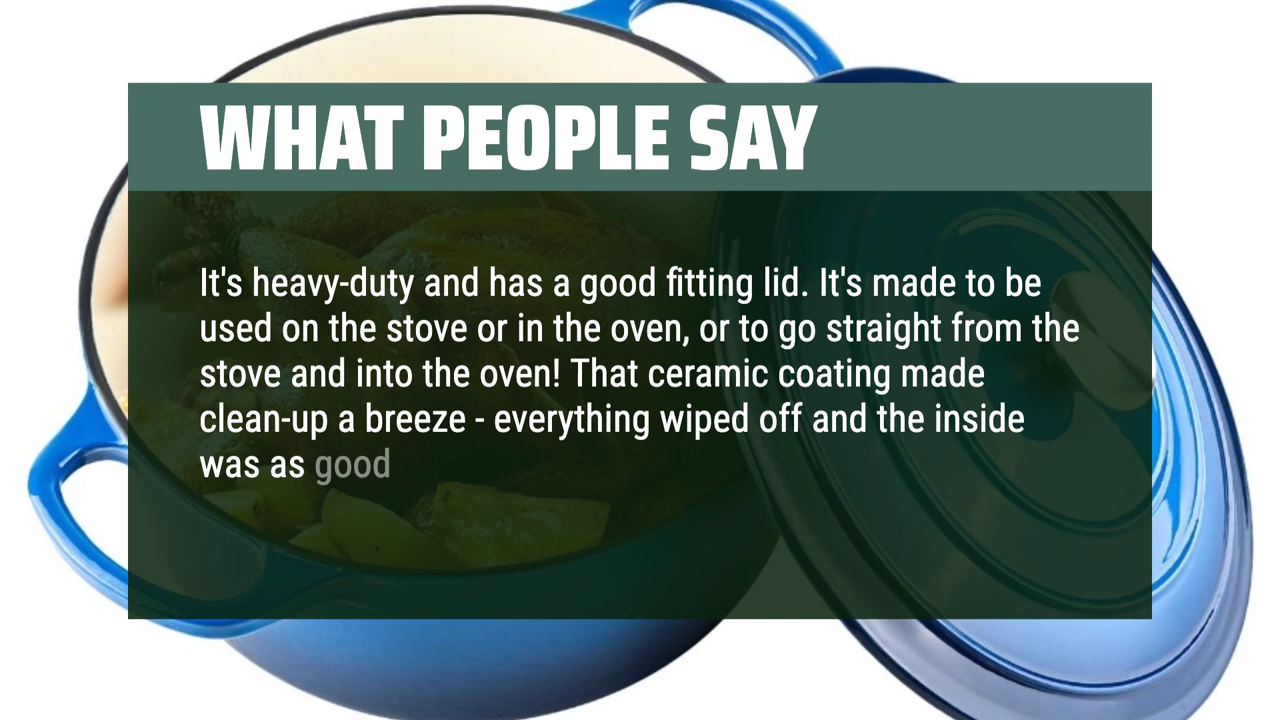 WHAT PEOPLE SAY
It's heavy-duty and has a good fitting lid. It's made to be
used on the stove or in the oven, or to go straight from the
stove and into the oven! That ceramic coating made
clean-up a breeze - everything wiped off and the inside
was as good